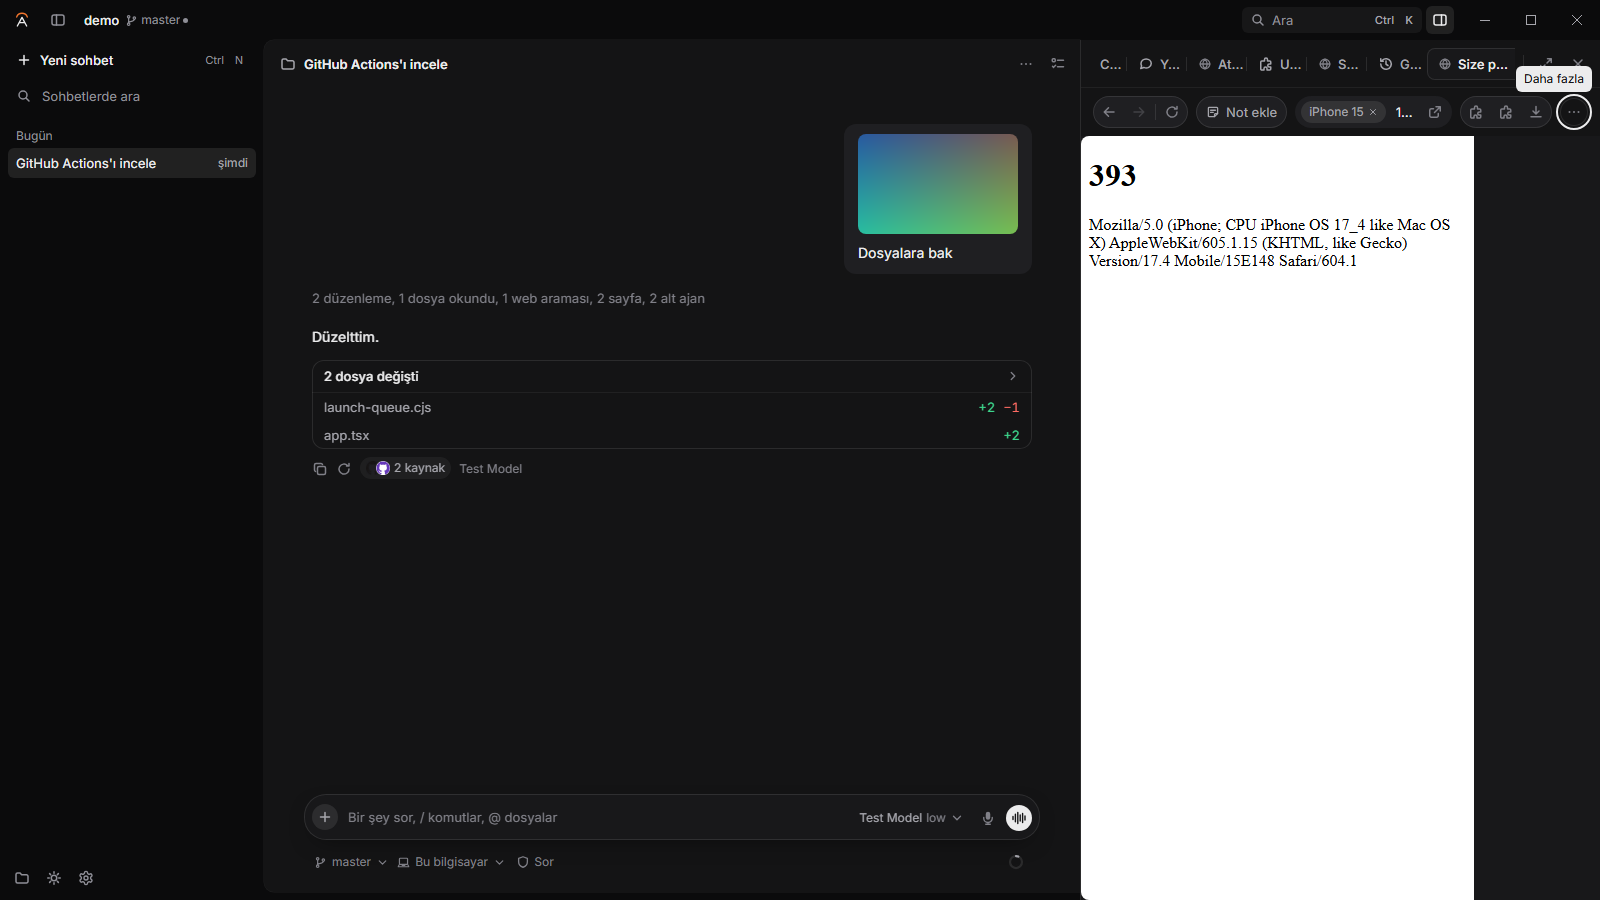 demo master
Ara Ctrl K
Yeni sohbet Ctrl N
Sohbetlerde ara
Bugün
GitHub Actions'ı incele şimdi
GitHub Actions'ı incele
Dosyalara bak
2 düzenleme, 1 dosya okundu, 1 web araması, 2 sayfa, 2 alt ajan
Düzelttim.
2 dosya değişti
launch-queue.cjs +2 −1
app.tsx +2
2 kaynak Test Model
Bir şey sor, / komutlar, @ dosyalar
Test Model low
master Bu bilgisayar Sor
C... Y... At... U... S... G... Size p...
Daha fazla
Not ekle iPhone 15 × 1...
393
Mozilla/5.0 (iPhone; CPU iPhone OS 17_4 like Mac OS
X) AppleWebKit/605.1.15 (KHTML, like Gecko)
Version/17.4 Mobile/15E148 Safari/604.1